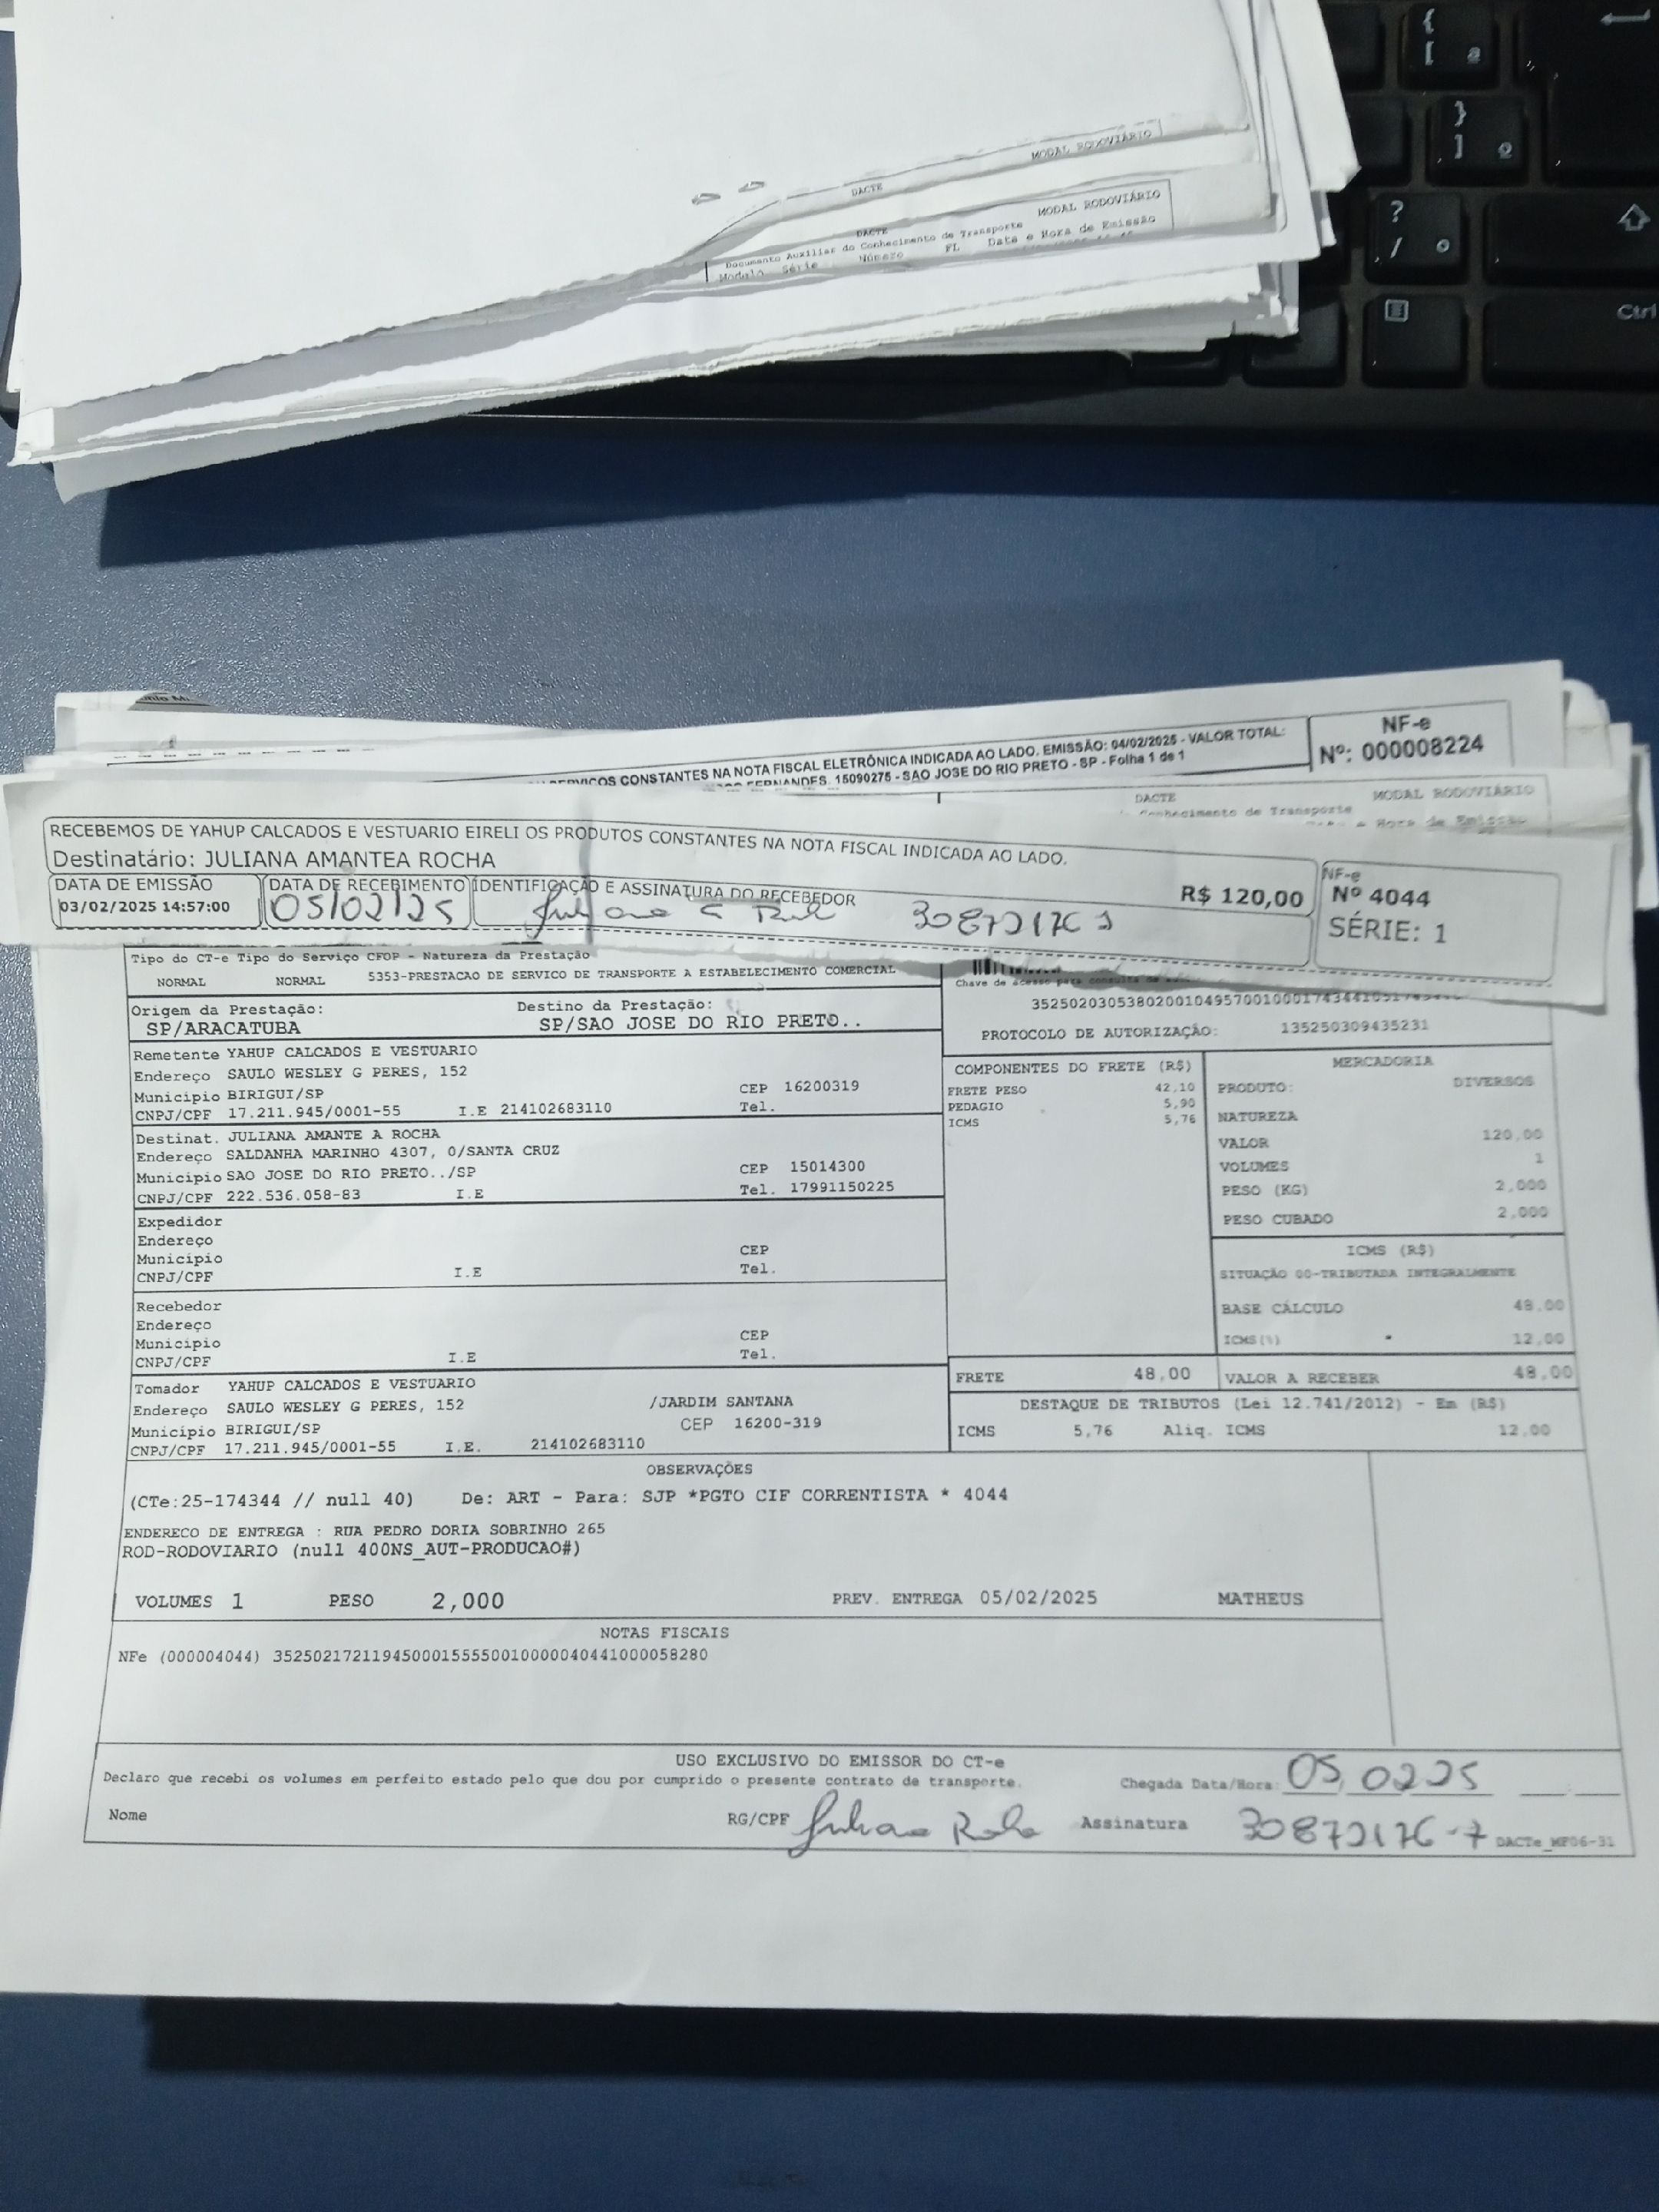 {
[ ª
}
] º
?
/ °
Ctrl
DACTE MODAL RODOVIÁRIO
DACTE MODAL RODOVIÁRIO
Documento Auxiliar do Conhecimento de Transporte
Modulo Série Número FL Data e Hora de Emissão
CONSTANTES NA NOTA FISCAL ELETRÔNICA INDICADA AO LADO. EMISSÃO: 04/02/2025 - VALOR TOTAL:
FERNANDES, 15090275 - SAO JOSE DO RIO PRETO - SP - Folha 1 de 1
NF-e
Nº: 000008224
DACTE MODAL RODOVIÁRIO
Conhecimento de Transporte
Hora de Emissão
RECEBEMOS DE YAHUP CALCADOS E VESTUARIO EIRELI OS PRODUTOS CONSTANTES NA NOTA FISCAL INDICADA AO LADO.
Destinatário: JULIANA AMANTEA ROCHA
DATA DE EMISSÃO DATA DE RECEBIMENTO IDENTIFICAÇÃO E ASSINATURA DO RECEBEDOR
03/02/2025 14:57:00 05/02/25
R$ 120,00
NF-e
Nº 4044
SÉRIE: 1
Tipo do CT-e Tipo do Serviço CFOP - Natureza da Prestação
NORMAL NORMAL 5353-PRESTACAO DE SERVICO DE TRANSPORTE A ESTABELECIMENTO COMERCIAL
Chave de acesso para consulta
PROTOCOLO DE AUTORIZAÇÃO: 135250309435231
Origem da Prestação: Destino da Prestação:
SP/ARACATUBA SP/SAO JOSE DO RIO PRETO..
Remetente YAHUP CALCADOS E VESTUARIO
Endereço SAULO WESLEY G PERES, 152
Municipio BIRIGUI/SP CEP 16200319
CNPJ/CPF 17.211.945/0001-55 I.E 214102683110 Tel.
Destinat. JULIANA AMANTE A ROCHA
Endereço SALDANHA MARINHO 4307, 0/SANTA CRUZ
Municipio SAO JOSE DO RIO PRETO../SP CEP 15014300
CNPJ/CPF 222.536.058-83 I.E Tel. 17991150225
Expedidor
Endereço
Municipio CEP
CNPJ/CPF I.E Tel.
Recebedor
Endereço
Municipio CEP
CNPJ/CPF I.E Tel.
Tomador YAHUP CALCADOS E VESTUARIO
Endereço SAULO WESLEY G PERES, 152 /JARDIM SANTANA
Municipio BIRIGUI/SP CEP 16200-319
CNPJ/CPF 17.211.945/0001-55 I.E. 214102683110
COMPONENTES DO FRETE (R$)
FRETE PESO 42,10
PEDAGIO 5,90
ICMS 5,76
MERCADORIA
PRODUTO: DIVERSOS
NATUREZA
VALOR 120,00
VOLUMES 1
PESO (KG) 2,000
PESO CUBADO 2,000
ICMS (R$)
SITUAÇÃO 00-TRIBUTADA INTEGRALMENTE
BASE CÁLCULO 48,00
ICMS(%) 12,00
FRETE 48,00 VALOR A RECEBER 48,00
DESTAQUE DE TRIBUTOS (Lei 12.741/2012) - Em (R$)
ICMS 5,76 Aliq. ICMS 12,00
OBSERVAÇÕES
(CTe:25-174344 // null 40) De: ART - Para: SJP *PGTO CIF CORRENTISTA * 4044
ENDERECO DE ENTREGA : RUA PEDRO DORIA SOBRINHO 265
ROD-RODOVIARIO (null 400NS_AUT-PRODUCAO#)
VOLUMES 1 PESO 2,000 PREV. ENTREGA 05/02/2025 MATHEUS
NOTAS FISCAIS
NFe (000004044) 35250217211945000155550010000040441000058280
USO EXCLUSIVO DO EMISSOR DO CT-e
Declaro que recebi os volumes em perfeito estado pelo que dou por cumprido o presente contrato de transporte. Chegada Data/Hora: 05, 02 25
Nome RG/CPF Juliana Rocha Assinatura 30872176-7 DACTe_MF06-31